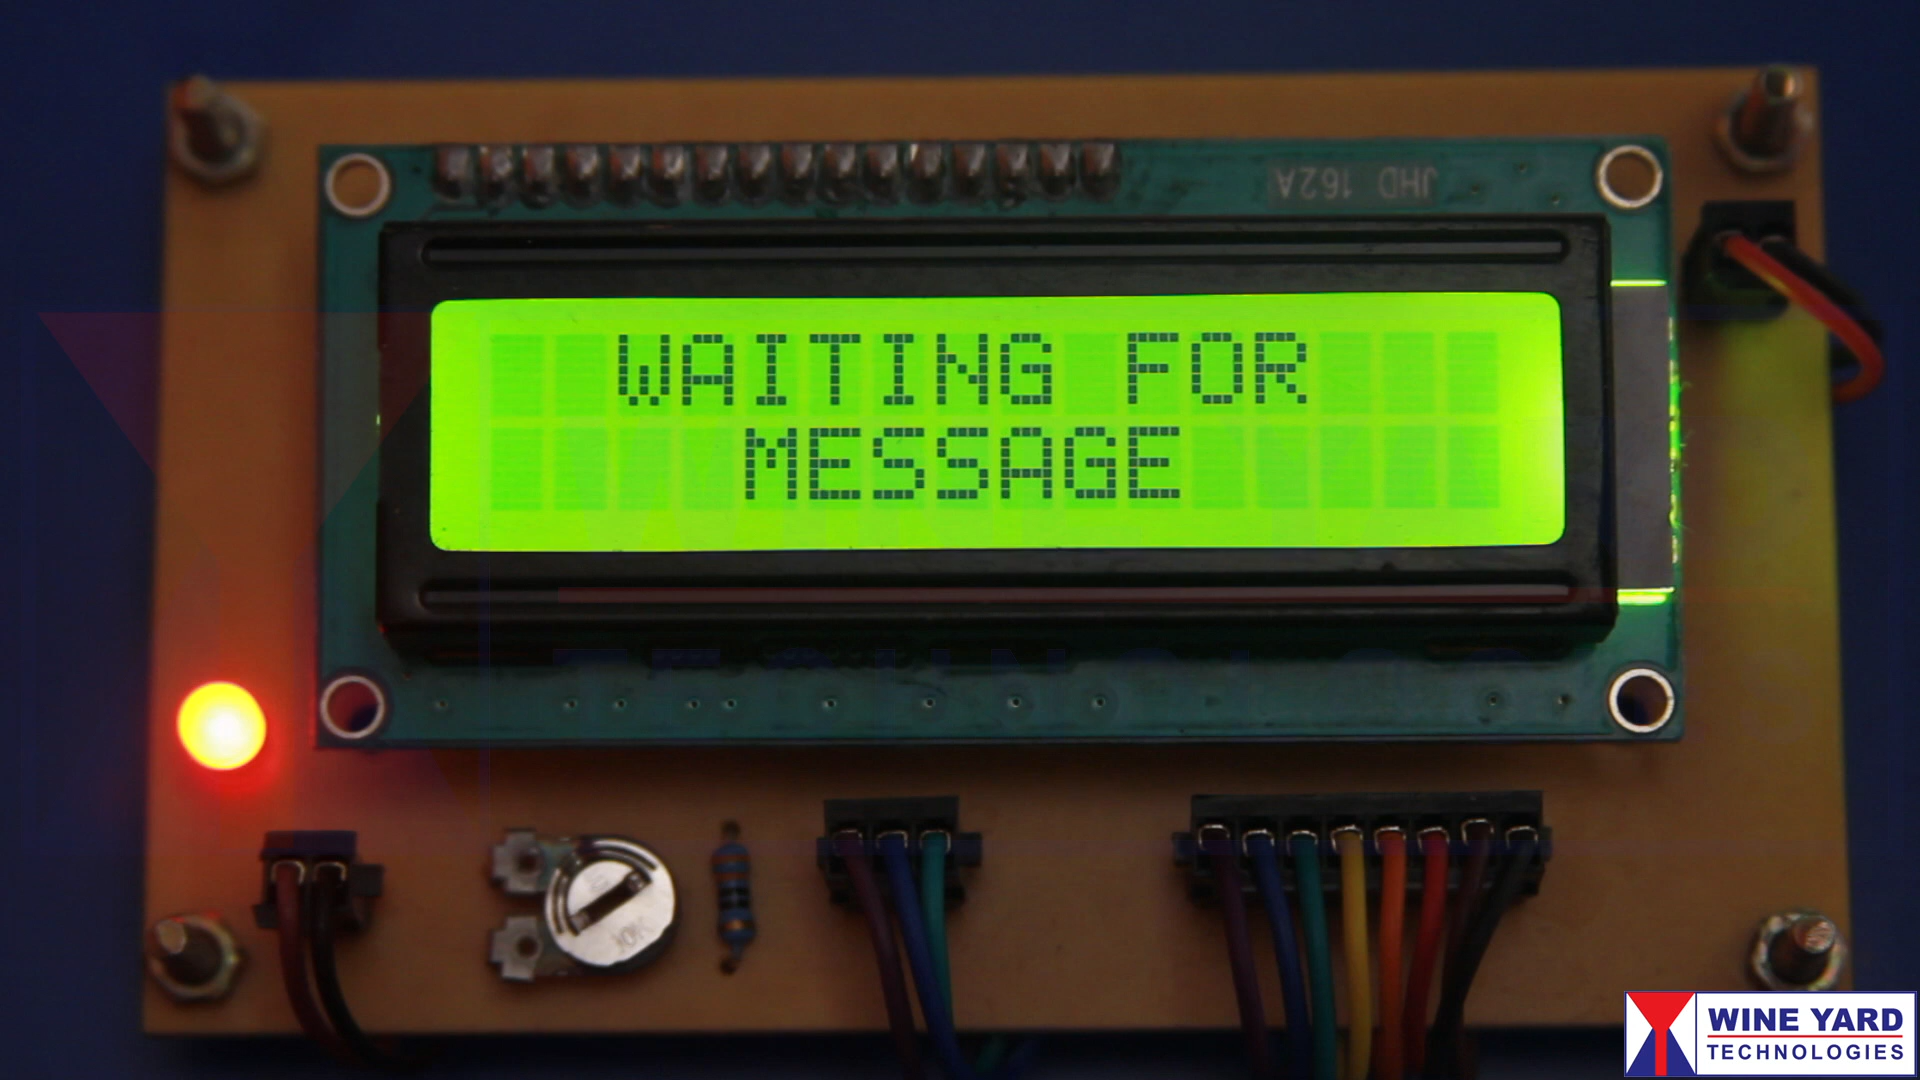 JHD 162A
WAITING FOR
MESSAGE
WINE YARD
TECHNOLOGIES